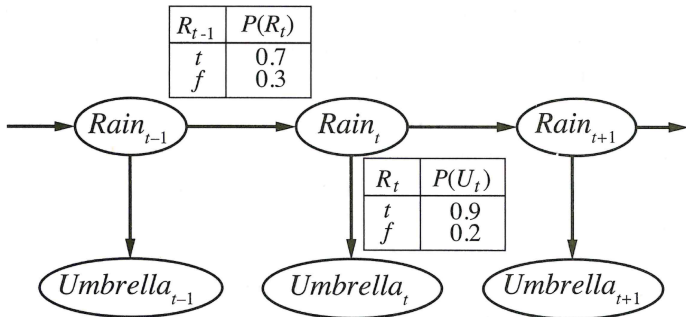 R_{t-1} P(R_t)
t 0.7
f 0.3
Rain_{t-1} Rain_t Rain_{t+1}
R_t P(U_t)
t 0.9
f 0.2
Umbrella_{t-1} Umbrella_t Umbrella_{t+1}